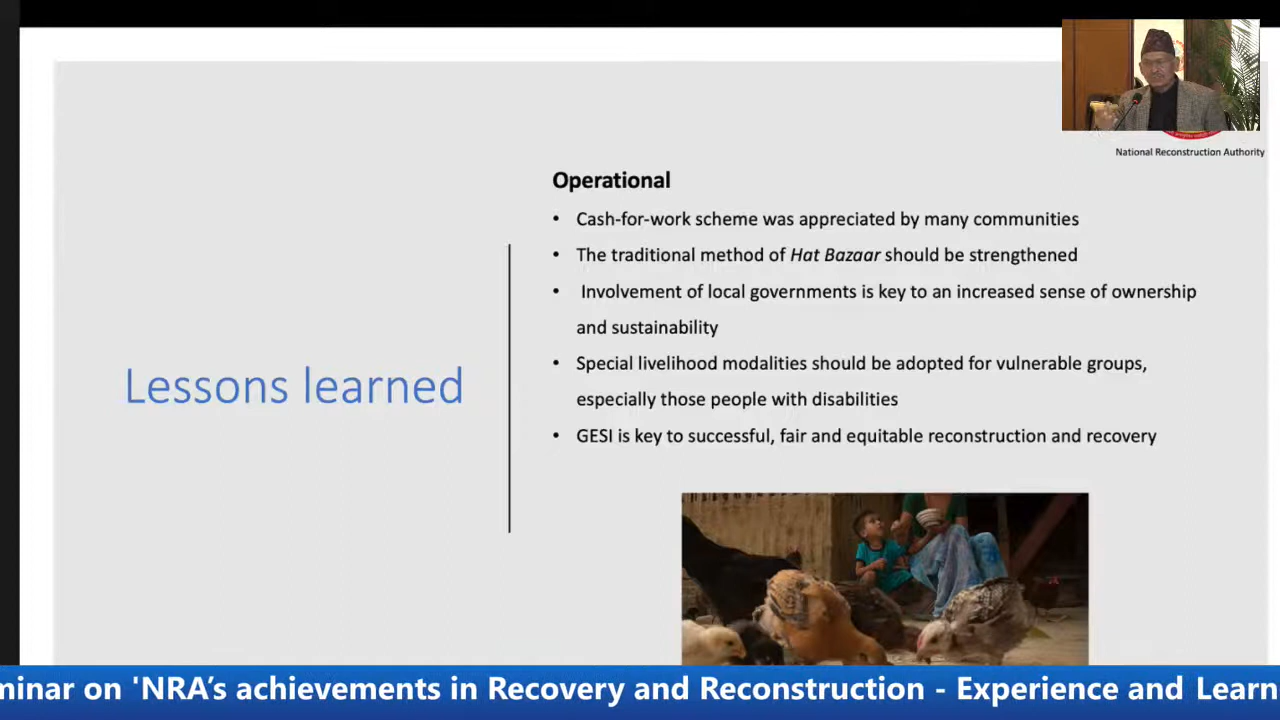 National Reconstruction Authority
Operational
• Cash-for-work scheme was appreciated by many communities
• The traditional method of Hat Bazaar should be strengthened
• Involvement of local governments is key to an increased sense of ownership
and sustainability
• Special livelihood modalities should be adopted for vulnerable groups,
especially those people with disabilities
• GESI is key to successful, fair and equitable reconstruction and recovery
Lessons learned
minar on 'NRA’s achievements in Recovery and Reconstruction - Experience and Learn